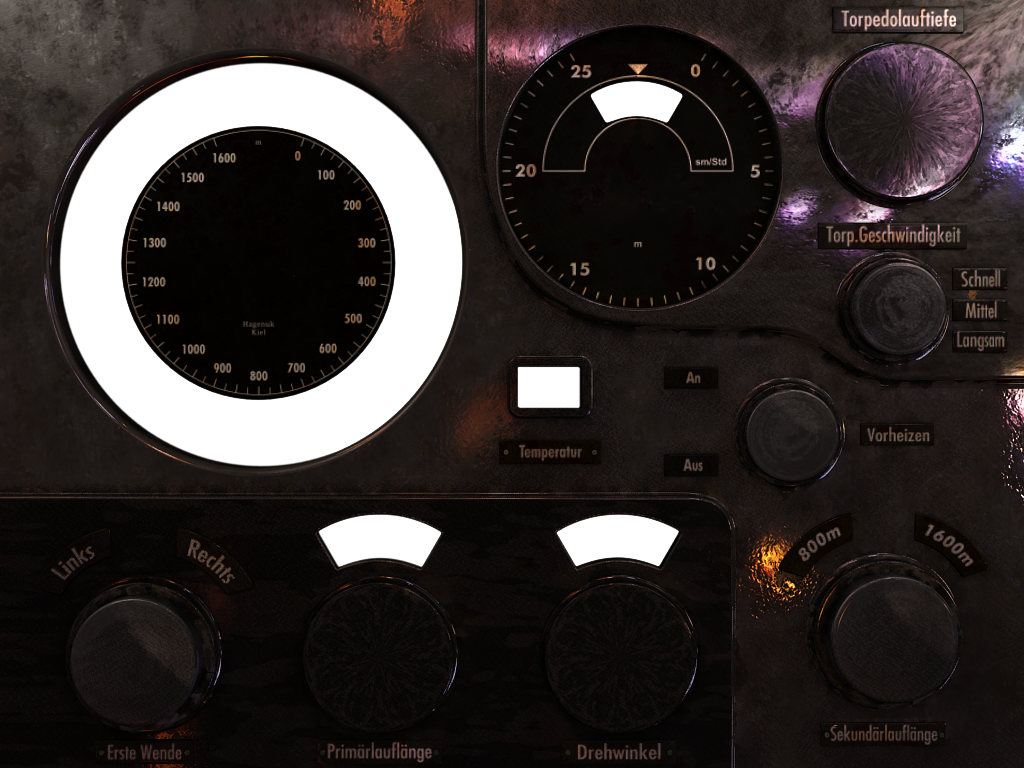 Torpedolauftiefe
m
1600 0
1500 100
1400 200
1300 300
1200 400
1100 500
1000 600
900 700
800
Hagenuk
Kiel
25 0
20 5
sm/Std
m
15 10
Torp.Geschwindigkeit
Schnell
Mittel
Langsam
An
Temperatur
Aus
Vorheizen
Links
Rechts
800m
1600m
Erste Wende
Primärlauflänge
Drehwinkel
Sekundärlauflänge